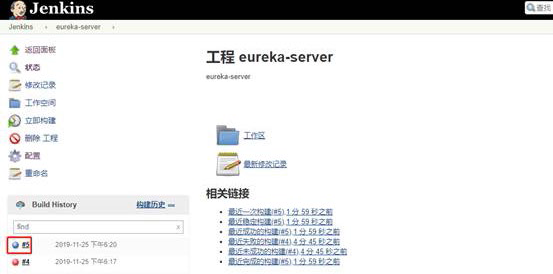 Jenkins
查找
Jenkins › eureka-server ›
返回面板
状态
修改记录
工作空间
立即构建
删除 工程
配置
重命名
Build History 构建历史
find x
#5 2019-11-25 下午6:20
#4 2019-11-25 下午6:17
工程 eureka-server
eureka-server
工作区
最新修改记录
相关链接
最近一次构建(#5),1 分 59 秒之前
最近稳定构建(#5),1 分 59 秒之前
最近成功的构建(#5),1 分 59 秒之前
最近失败的构建(#4),4 分 45 秒之前
最近未成功的构建(#4),4 分 45 秒之前
最近完成的构建(#5),1 分 59 秒之前